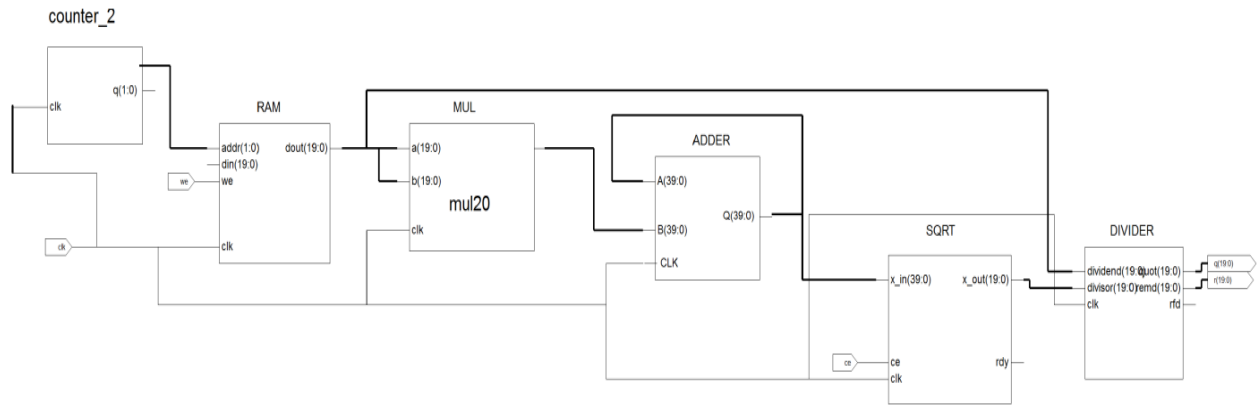 counter_2
clk
q(1:0)
RAM
addr(1:0)
din(19:0)
we
clk
dout(19:0)
we
clk
MUL
a(19:0)
b(19:0)
mul20
clk
ADDER
A(39:0)
B(39:0)
CLK
Q(39:0)
SQRT
x_in(39:0)
x_out(19:0)
ce
ce
clk
rdy
DIVIDER
dividend(19:0)
quot(19:0)
divisor(19:0)
remd(19:0)
clk
rfd
q(19:0)
r(19:0)